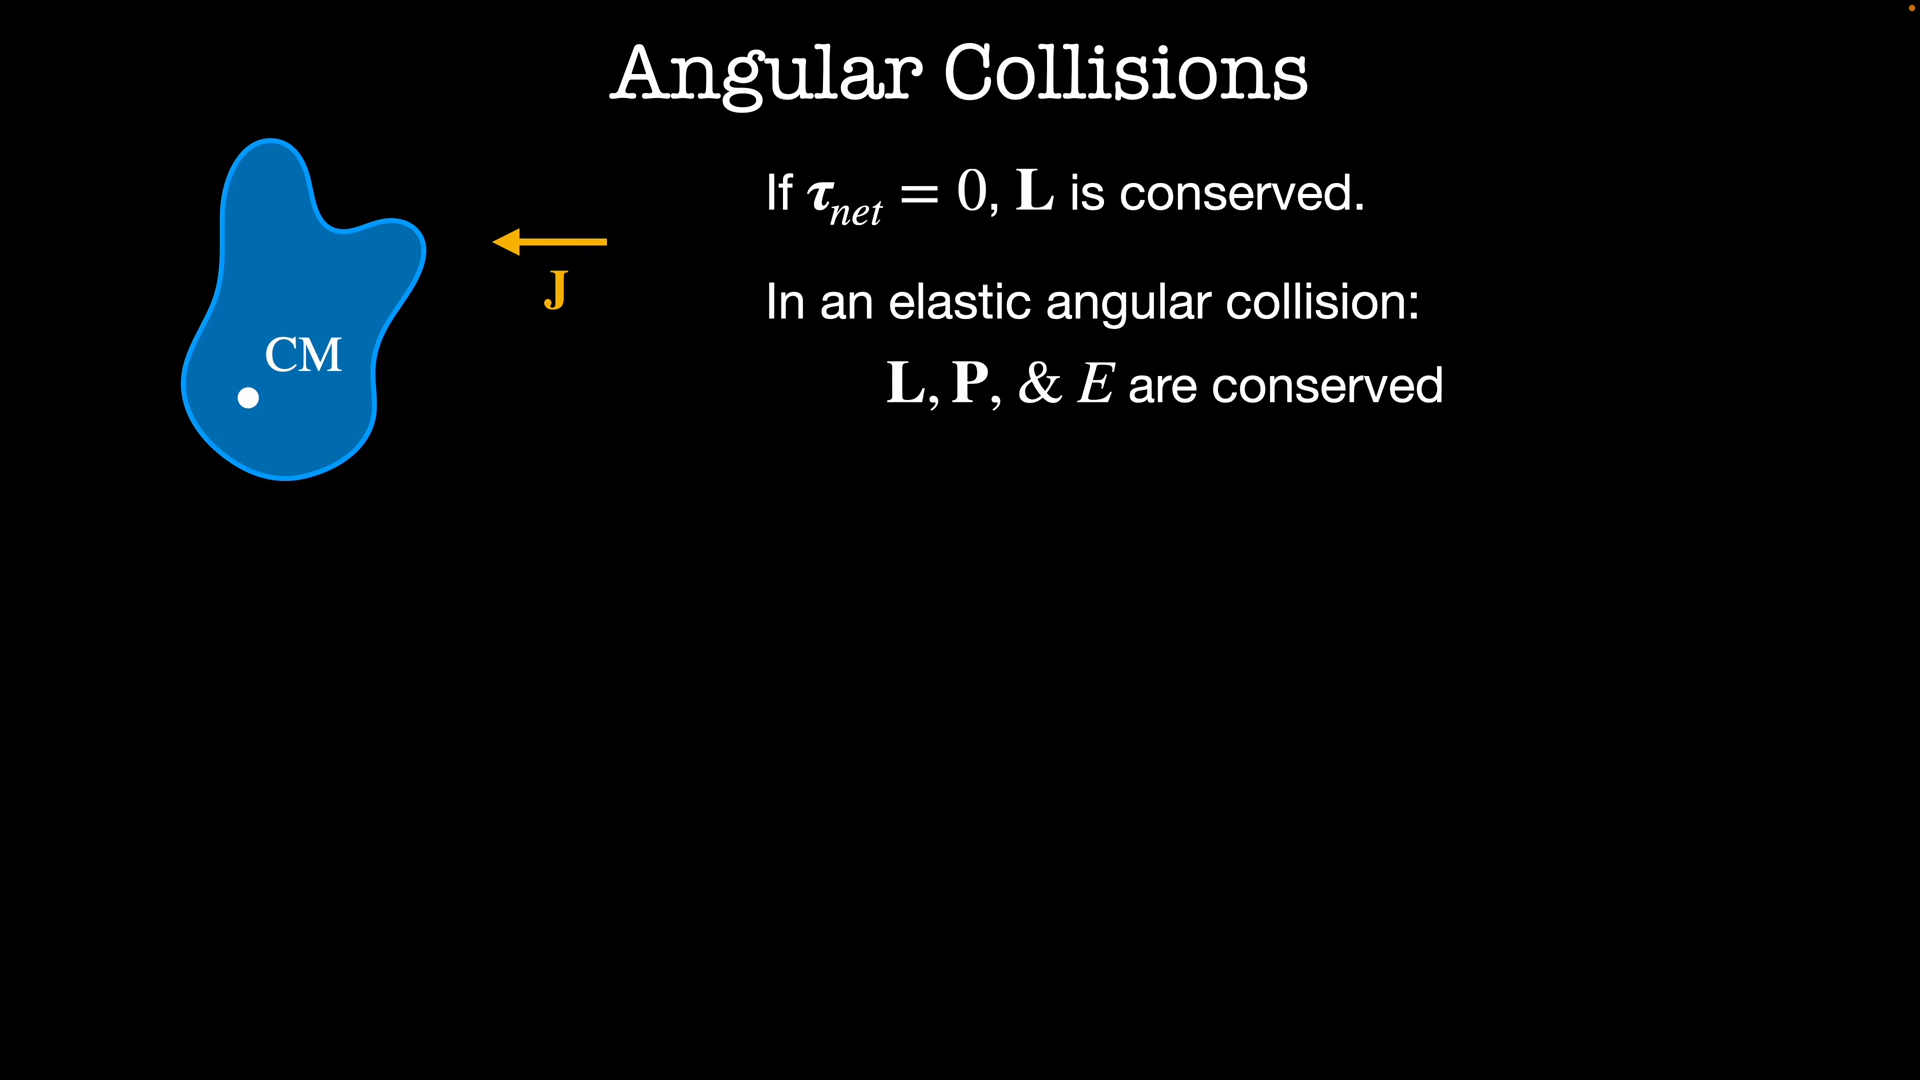 Angular Collisions
If 𝛕ₙₑₜ = 0, L is conserved.
J
In an elastic angular collision:
CM
L, P, & E are conserved